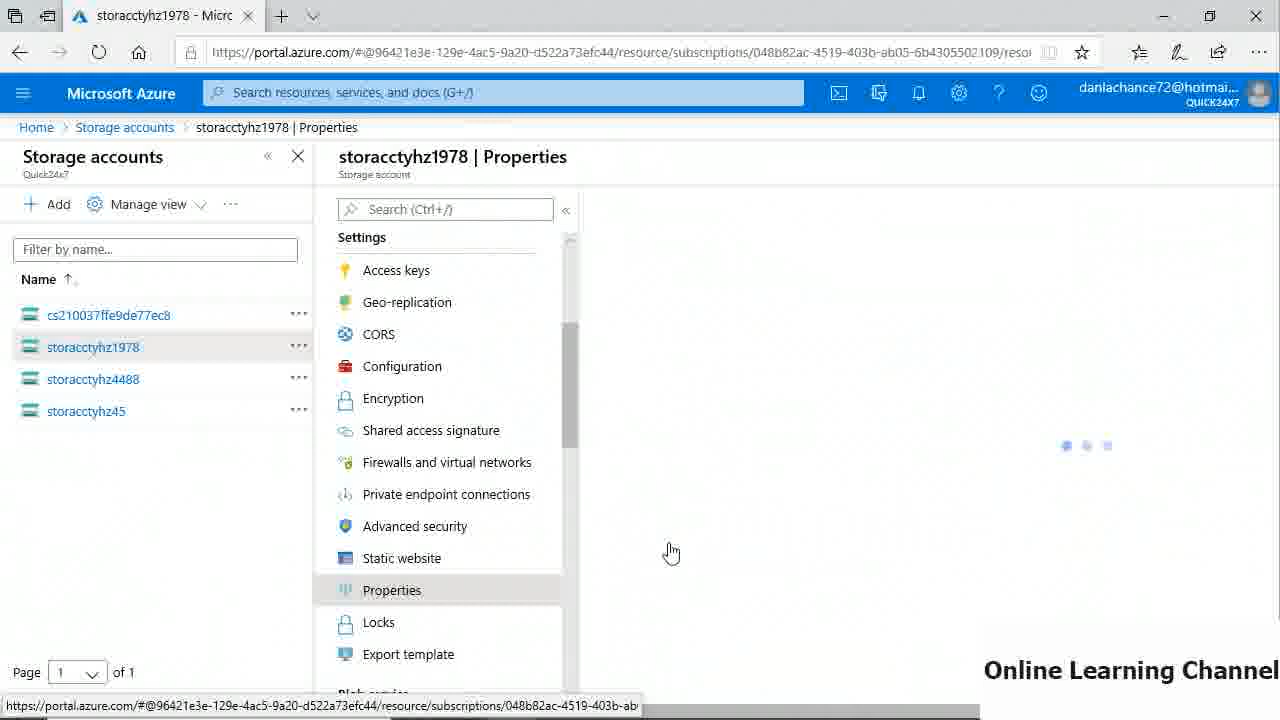 storacctyhz1978 - Micrc
https://portal.azure.com/#@96421e3e-129e-4ac5-9a20-d522a73efc44/resource/subscriptions/048b82ac-4519-403b-ab05-6b4305502109/resou
Microsoft Azure
Search resources, services, and docs (G+/)
danlachance72@hotmai...
QUICK24X7
Home > Storage accounts > storacctyhz1978 | Properties
Storage accounts
Quick24x7
storacctyhz1978 | Properties
Storage account
+ Add Manage view ...
Search (Ctrl+/)
Filter by name...
Name ↑↓
cs210037ffe9de77ec8 ...
storacctyhz1978 ...
storacctyhz4488 ...
storacctyhz45 ...
Settings
Access keys
Geo-replication
CORS
Configuration
Encryption
Shared access signature
Firewalls and virtual networks
Private endpoint connections
Advanced security
Static website
Properties
Locks
Export template
Blob service
Page 1 of 1
https://portal.azure.com/#@96421e3e-129e-4ac5-9a20-d522a73efc44/resource/subscriptions/048b82ac-4519-403b-ab
Online Learning Channel